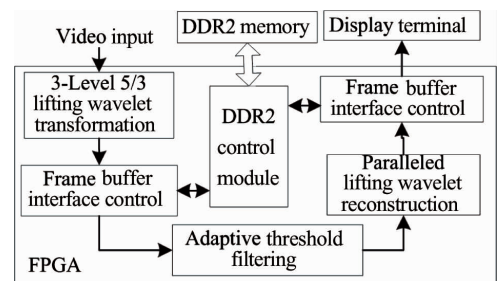 Video input
DDR2 memory
Display terminal
3-Level 5/3
lifting wavelet
transformation
DDR2
control
module
Frame buffer
interface control
Frame buffer
interface control
Paralleled
lifting wavelet
reconstruction
Adaptive threshold
filtering
FPGA